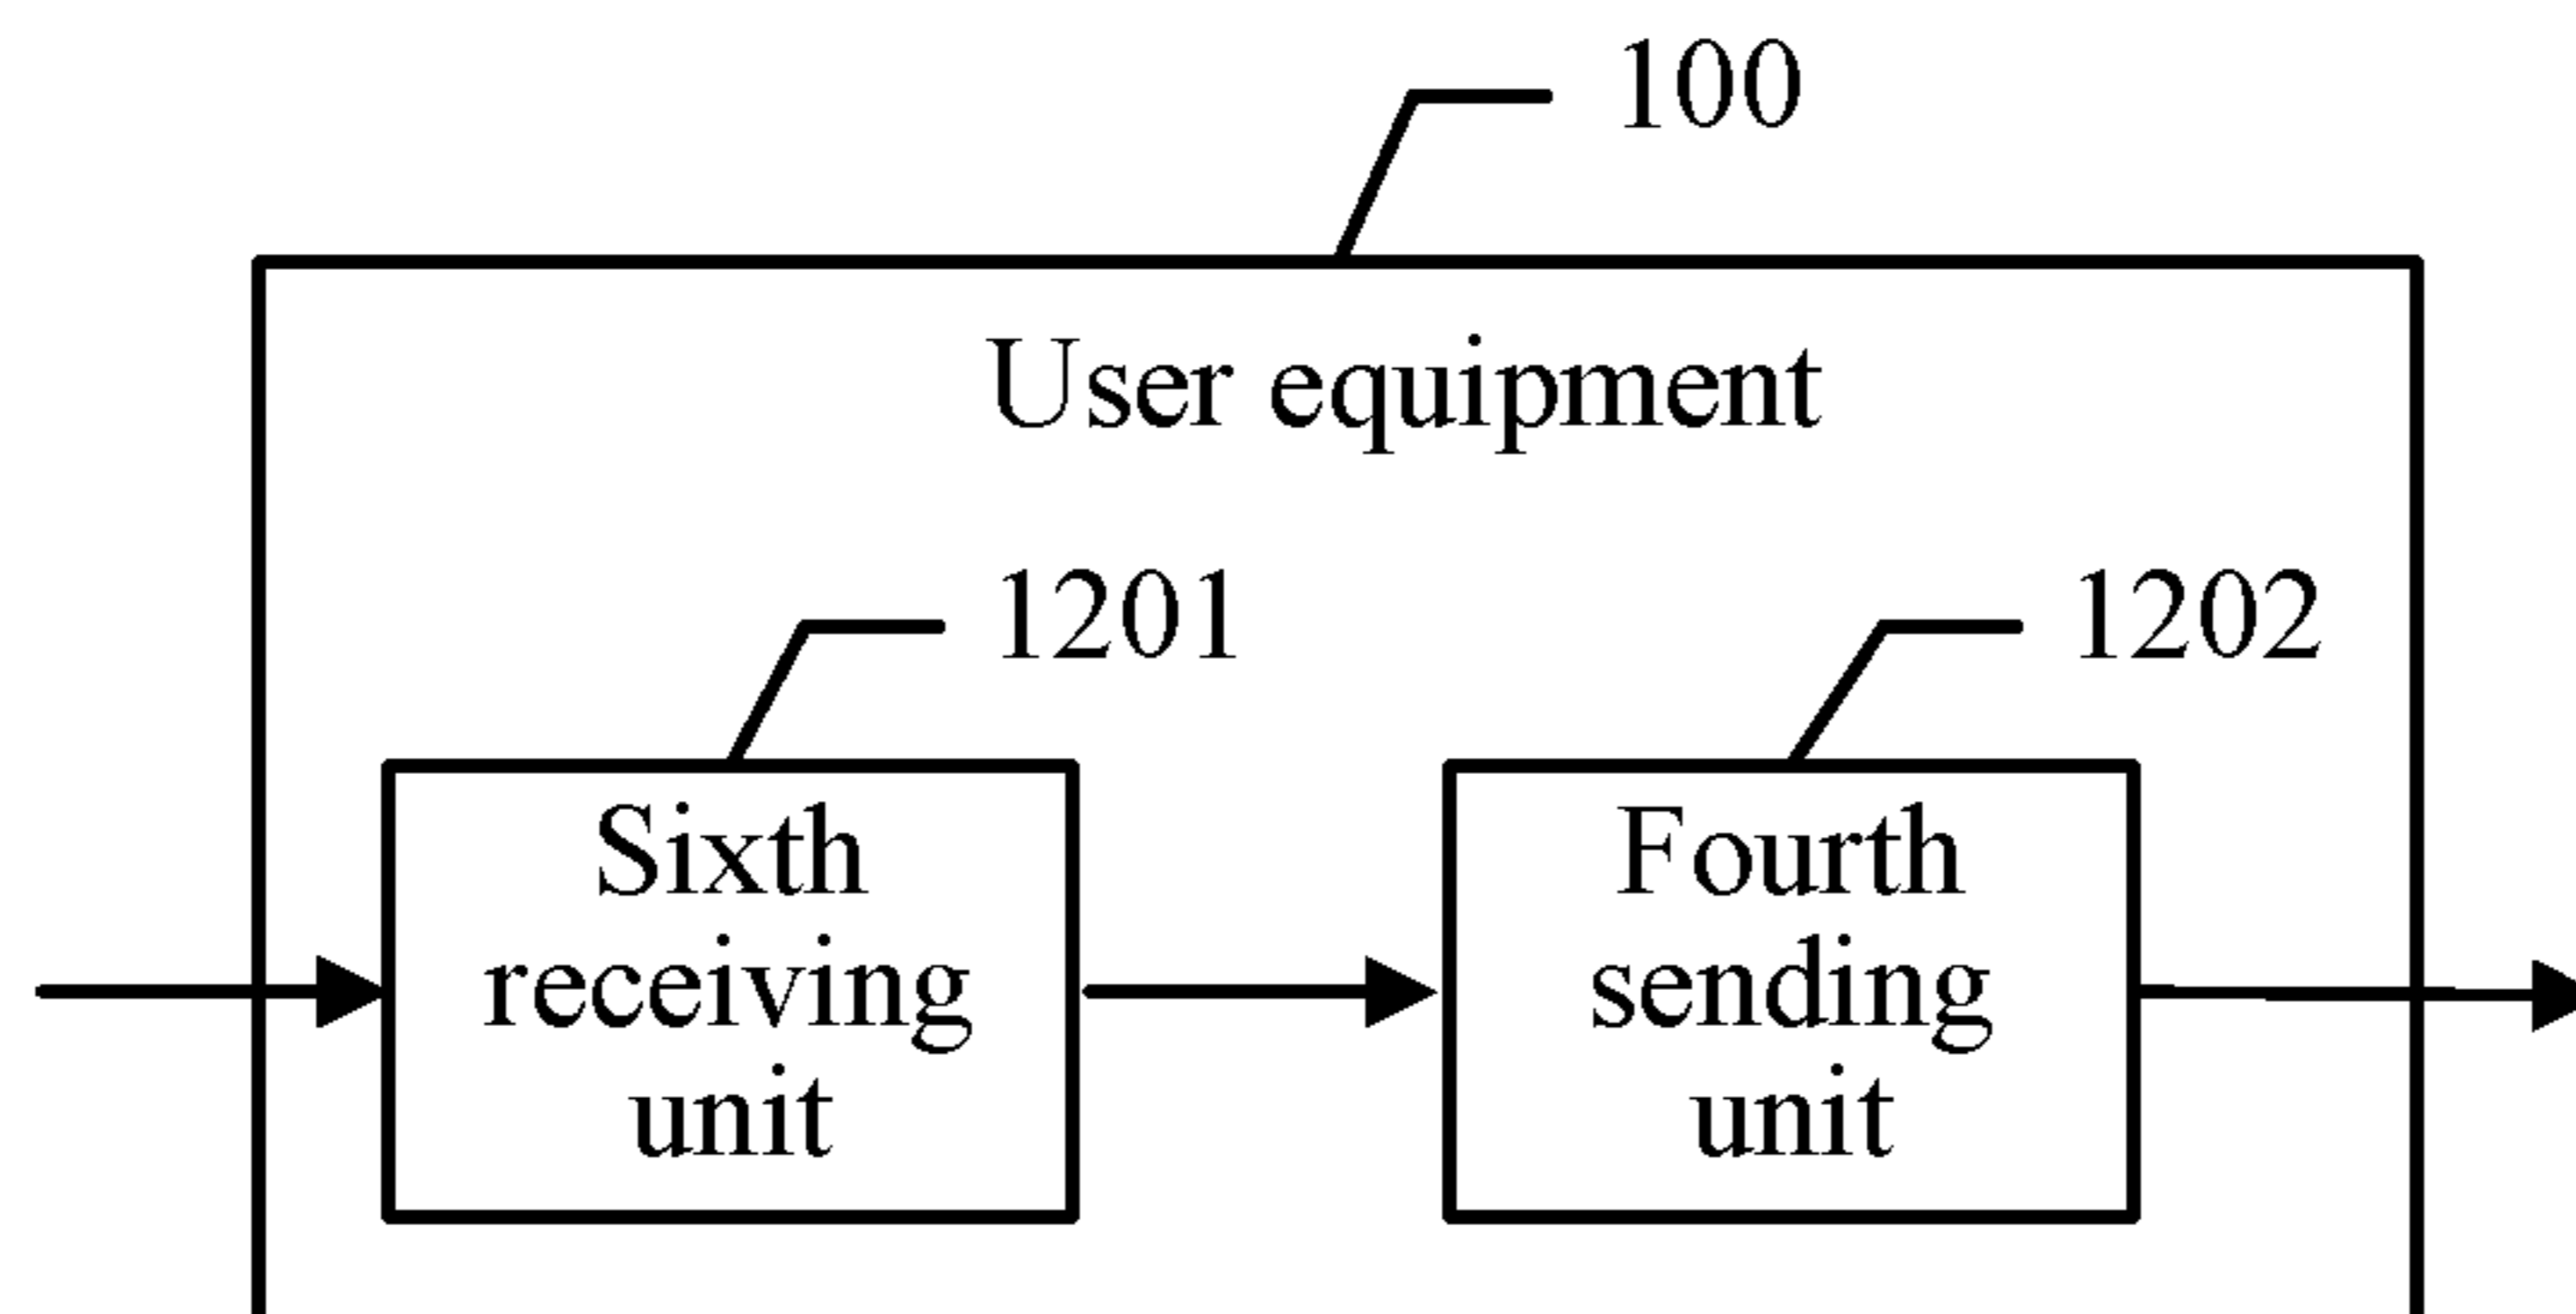 100
User equipment
1201
1202
Sixth
receiving
unit
Fourth
sending
unit